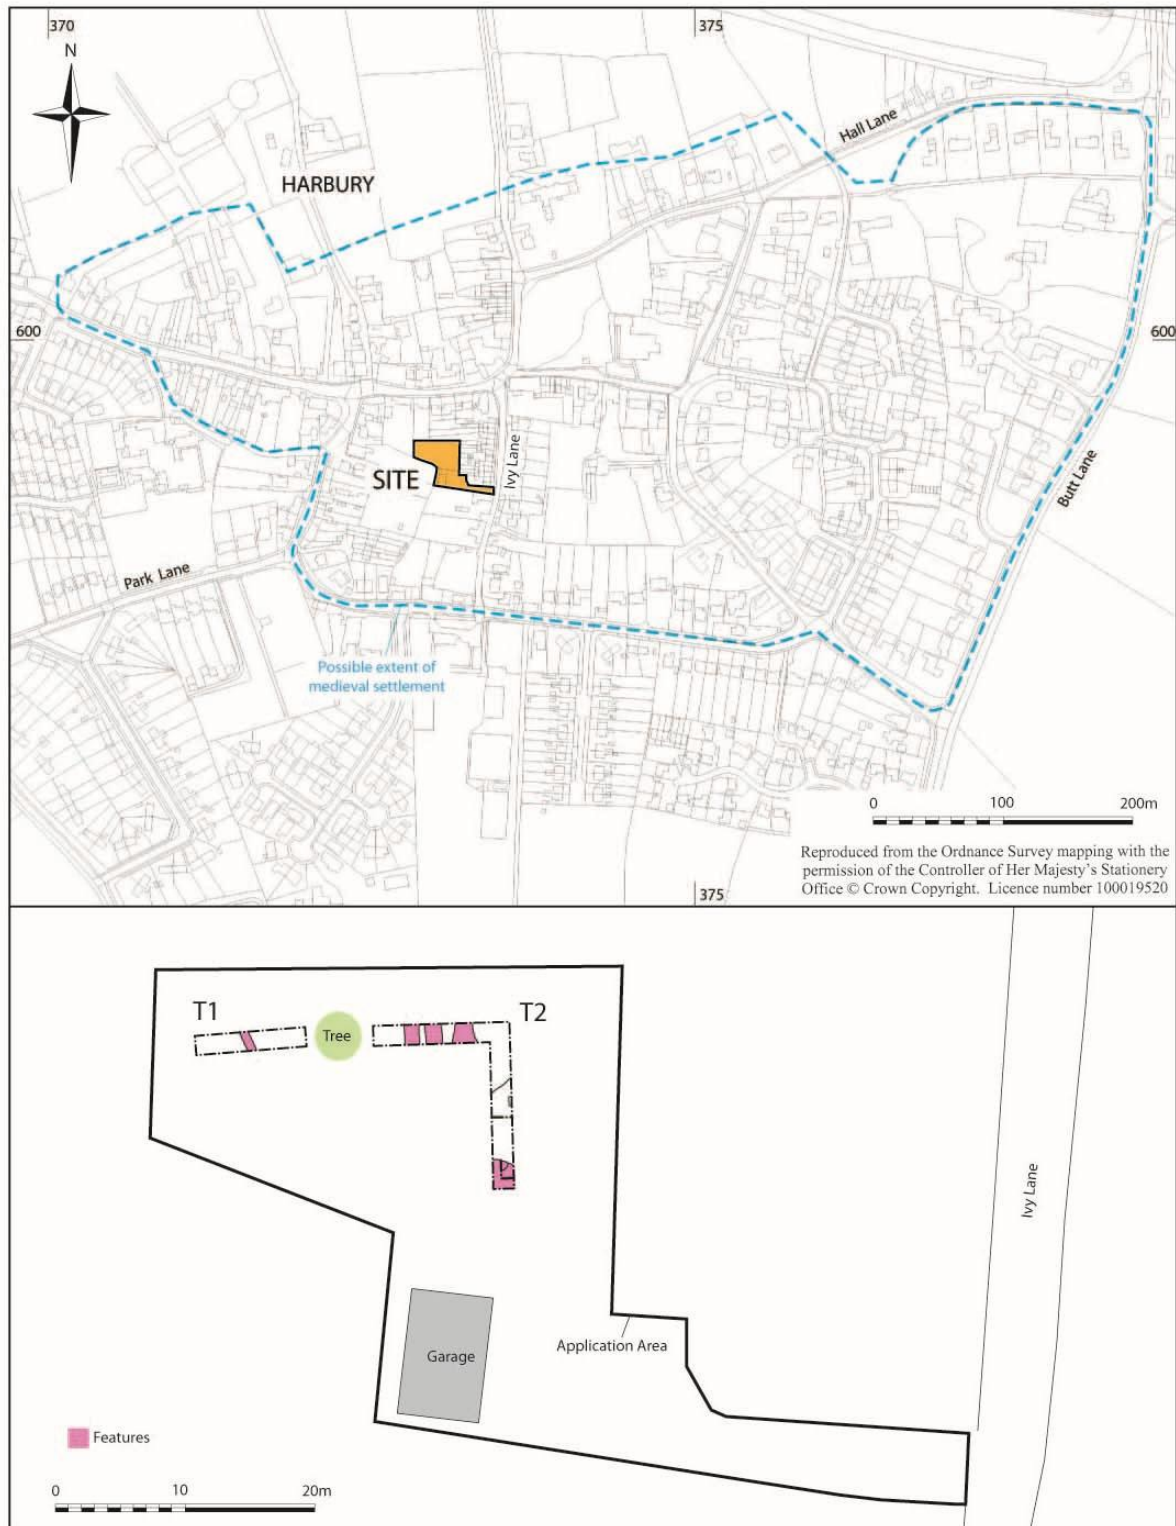 370
375
N
Hall Lane
HARBURY
600
600
Ivy Lane
SITE
Butt Lane
Park Lane
Possible extent of
medieval settlement
0 100 200m
Reproduced from the Ordnance Survey mapping with the
permission of the Controller of Her Majesty's Stationery
Office © Crown Copyright. Licence number 100019520
375
T1
T2
Tree
Ivy Lane
Application Area
Garage
Features
0 10 20m